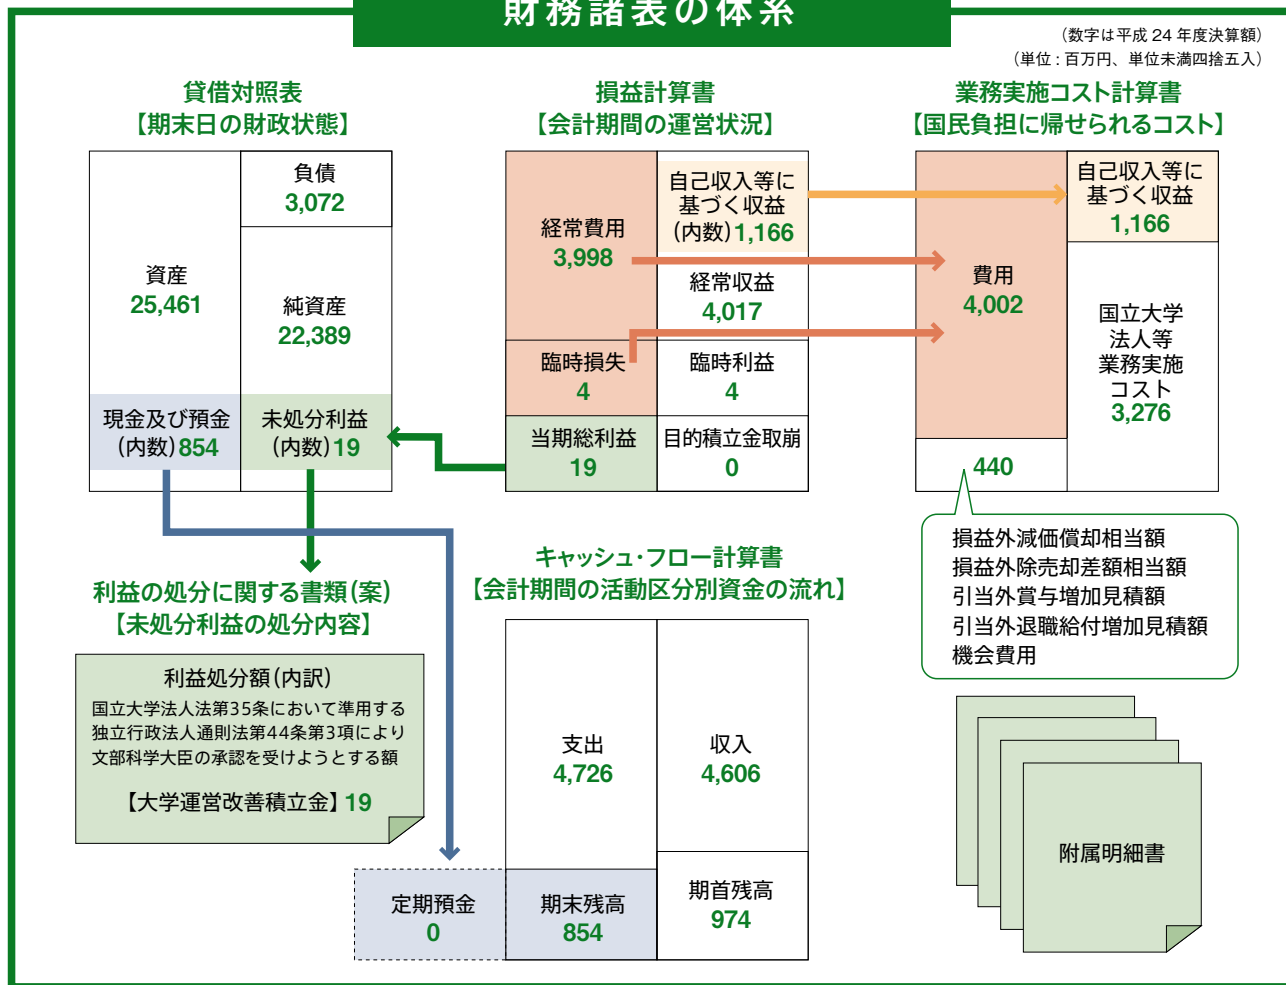 財務諸表の体系
(数字は平成 24 年度決算額)
(単位 : 百万円、単位未満四捨五入)
貸借対照表
【期末日の財政状態】
負債
3,072
資産
25,461
純資産
22,389
現金及び預金
(内数)854
未処分利益
(内数)19
損益計算書
【会計期間の運営状況】
経常費用
3,998
自己収入等に
基づく収益
(内数)1,166
経常収益
4,017
臨時損失
4
臨時利益
4
当期総利益
19
目的積立金取崩
0
業務実施コスト計算書
【国民負担に帰せられるコスト】
費用
4,002
自己収入等に
基づく収益
1,166
国立大学
法人等
業務実施
コスト
3,276
440
損益外減価償却相当額
損益外除売却差額相当額
引当外賞与増加見積額
引当外退職給付増加見積額
機会費用
利益の処分に関する書類(案)
【未処分利益の処分内容】
利益処分額(内訳)
国立大学法人法第35条において準用する
独立行政法人通則法第44条第3項により
文部科学大臣の承認を受けようとする額
【大学運営改善積立金】19
キャッシュ・フロー計算書
【会計期間の活動区分別資金の流れ】
支出
4,726
収入
4,606
定期預金
0
期末残高
854
期首残高
974
附属明細書